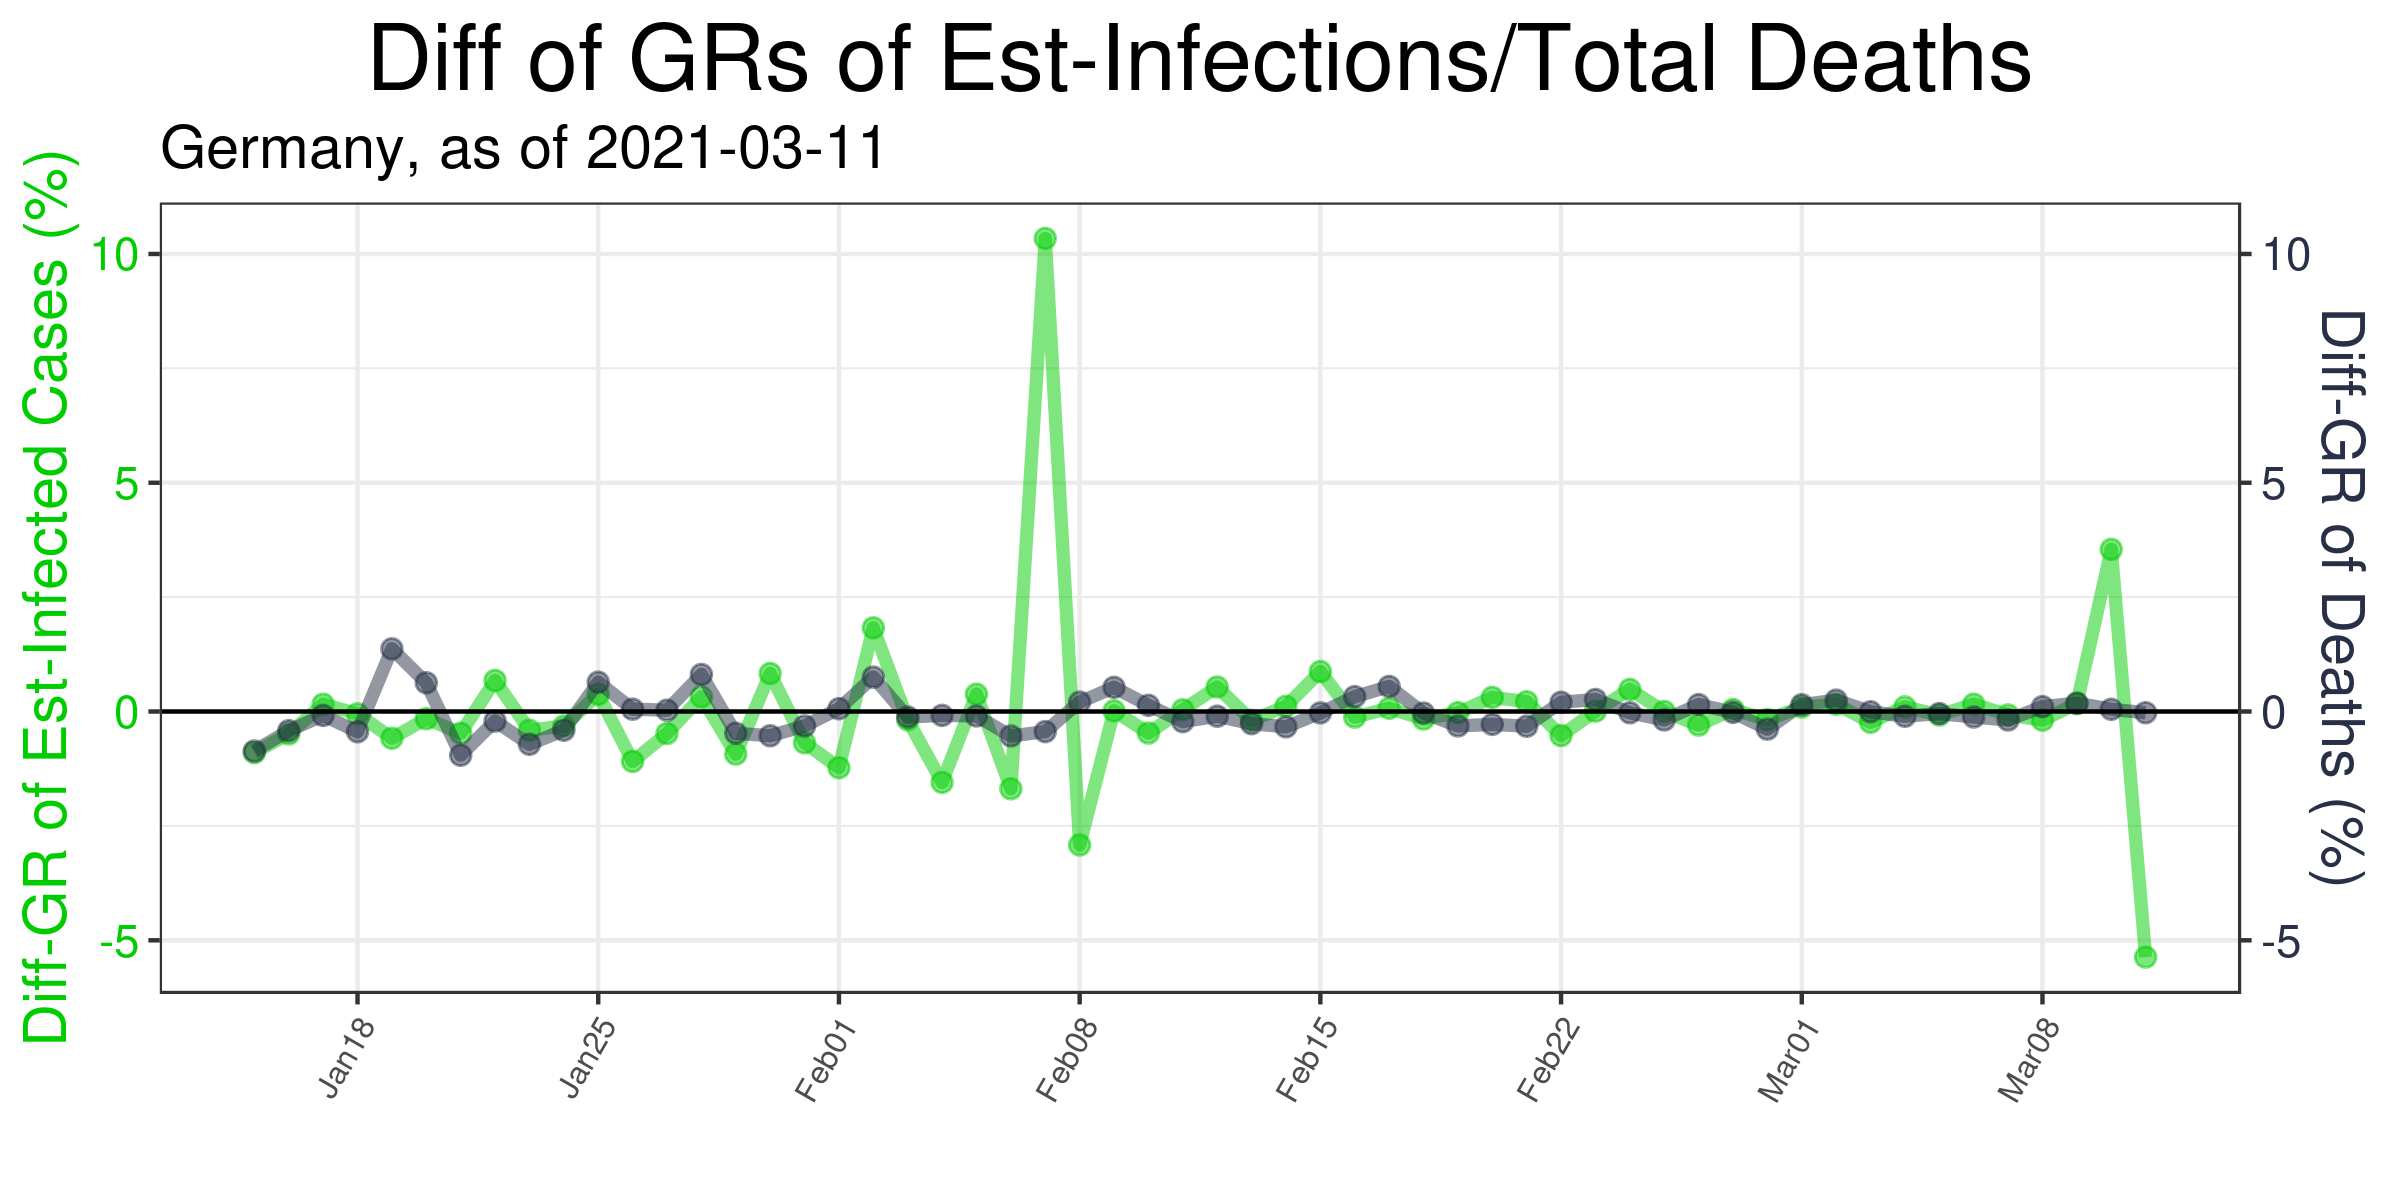 Diff of GRs of Est-Infections/Total Deaths
Germany, as of 2021-03-11
Diff-GR of Est-Infected Cases (%)
10
5
0
-5
10
5
0
-5
Diff-GR of Deaths (%)
Jan18
Jan25
Feb01
Feb08
Feb15
Feb22
Mar01
Mar08